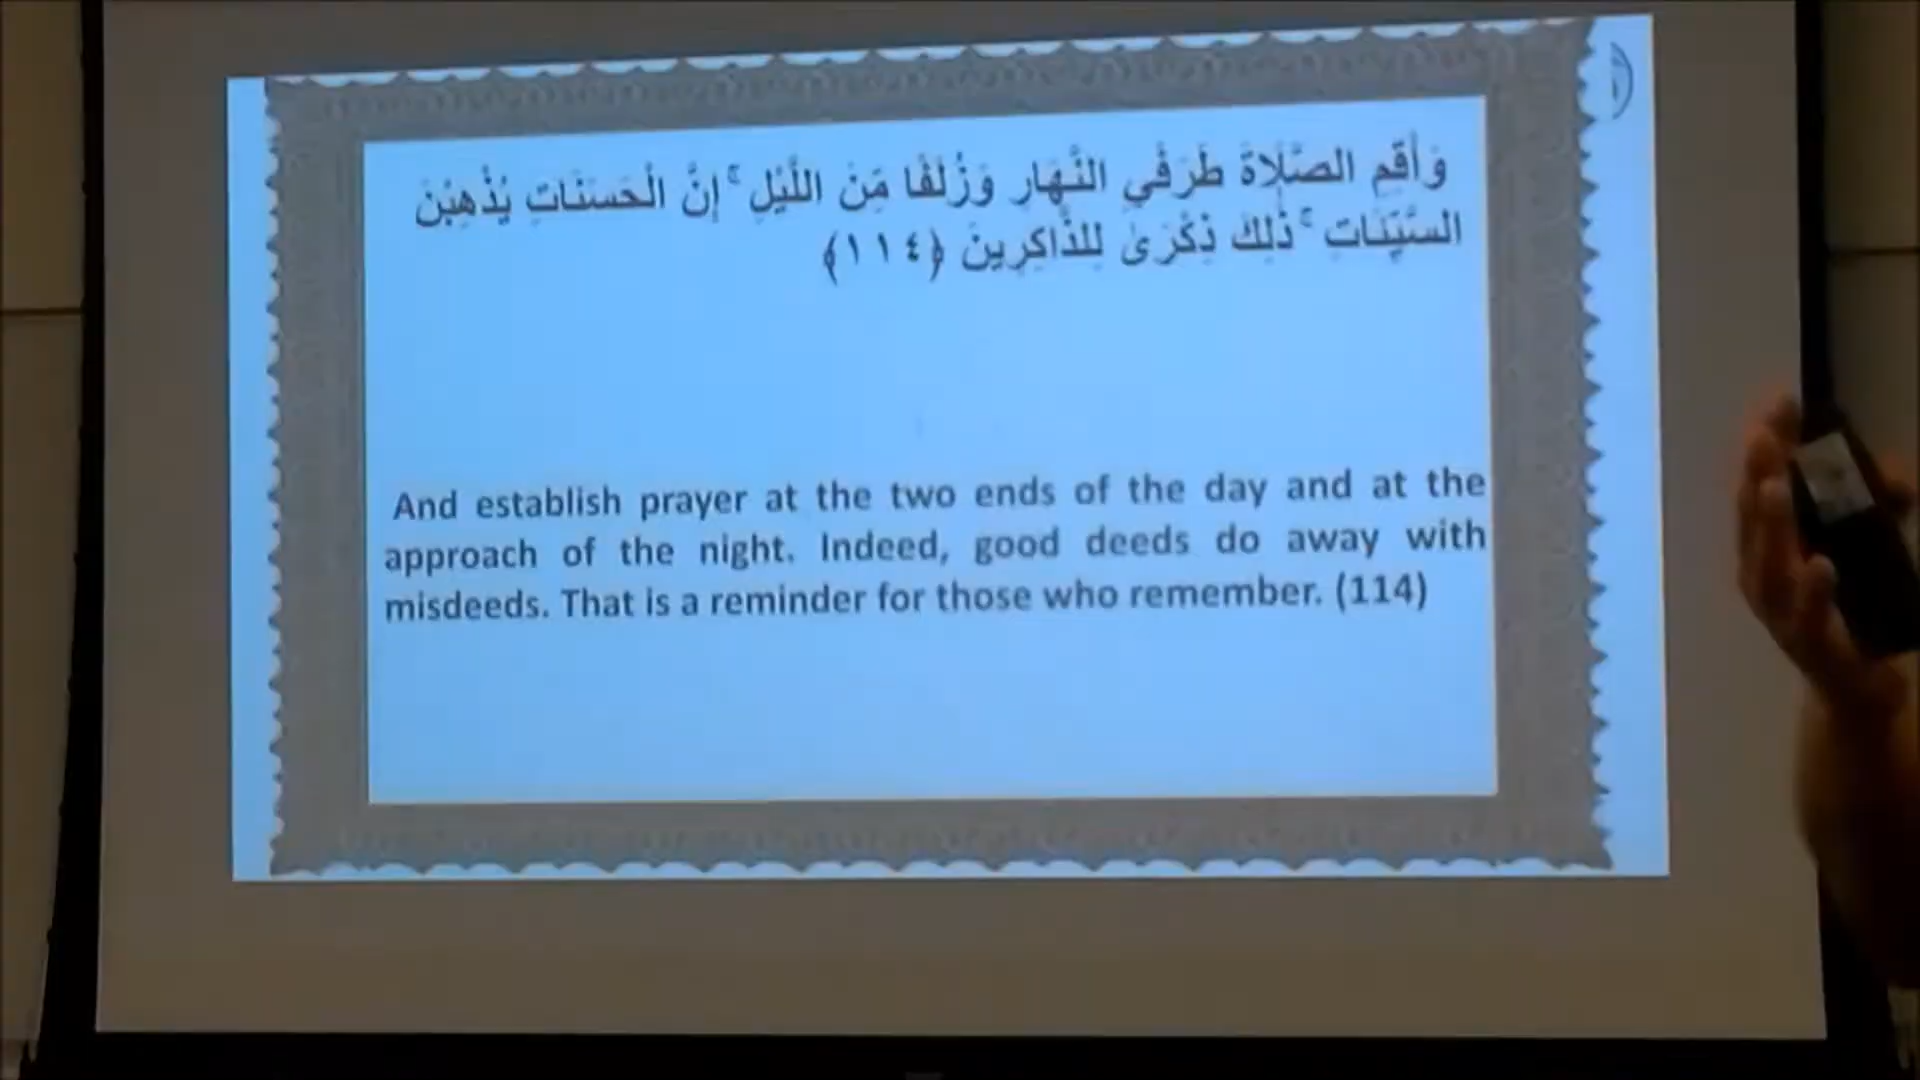 وَأَقِمِ الصَّلَاةَ طَرَفَيِ النَّهَارِ وَزُلَفًا مِّنَ اللَّيْلِ ۚ إِنَّ الْحَسَنَاتِ يُذْهِبْنَ
السَّيِّئَاتِ ۚ ذَٰلِكَ ذِكْرَىٰ لِلذَّاكِرِينَ ﴿١١٤﴾
And establish prayer at the two ends of the day and at the
approach of the night. Indeed, good deeds do away with
misdeeds. That is a reminder for those who remember. (114)